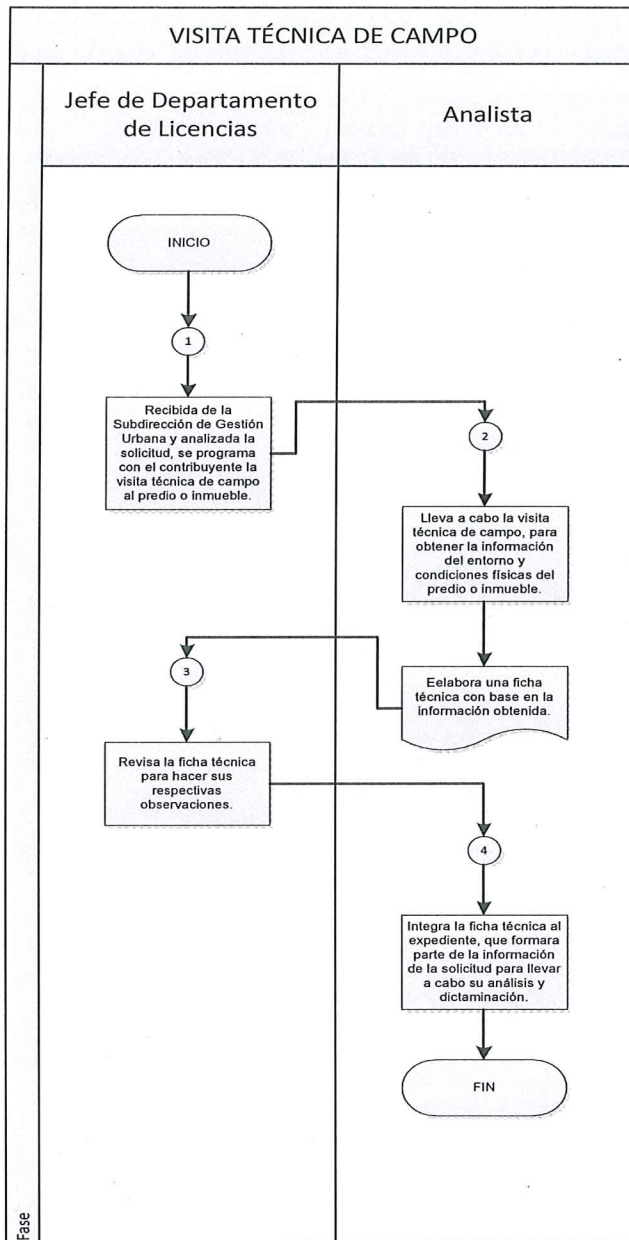 VISITA TÉCNICA DE CAMPO
Jefe de Departamento
de Licencias
Analista
INICIO
1
Recibida de la
Subdirección de Gestión
Urbana y analizada la
solicitud, se programa
con el contribuyente la
visita técnica de campo
al predio o inmueble.
2
Lleva a cabo la visita
técnica de campo, para
obtener la información
del entorno y
condiciones físicas del
predio o inmueble.
Eelabora una ficha
técnica con base en la
información obtenida.
3
Revisa la ficha técnica
para hacer sus
respectivas
observaciones.
4
Integra la ficha técnica al
expediente, que formara
parte de la información
de la solicitud para llevar
a cabo su análisis y
dictaminación.
FIN
Fase